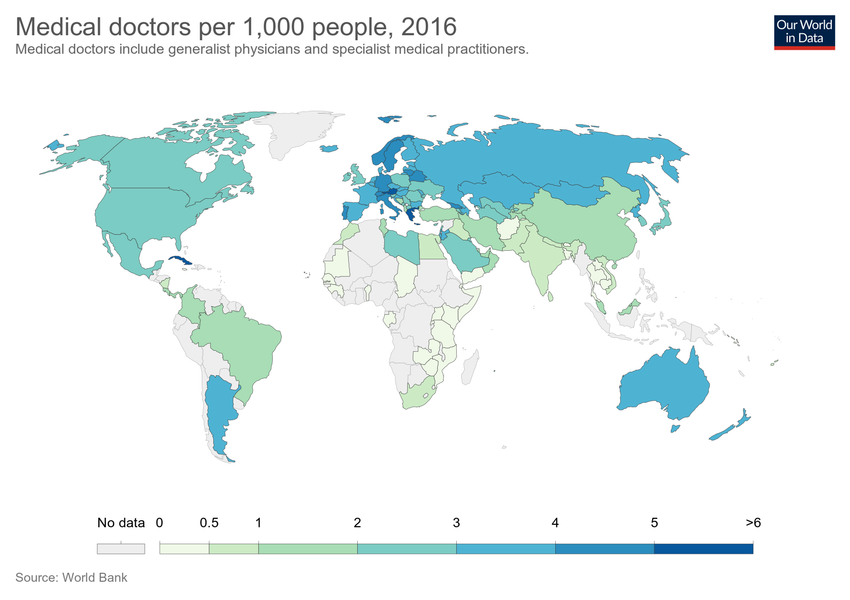 Medical doctors per 1,000 people, 2016
Medical doctors include generalist physicians and specialist medical practitioners.
Our World
in Data
No data 0 0.5 1 2 3 4 5 >6
Source: World Bank